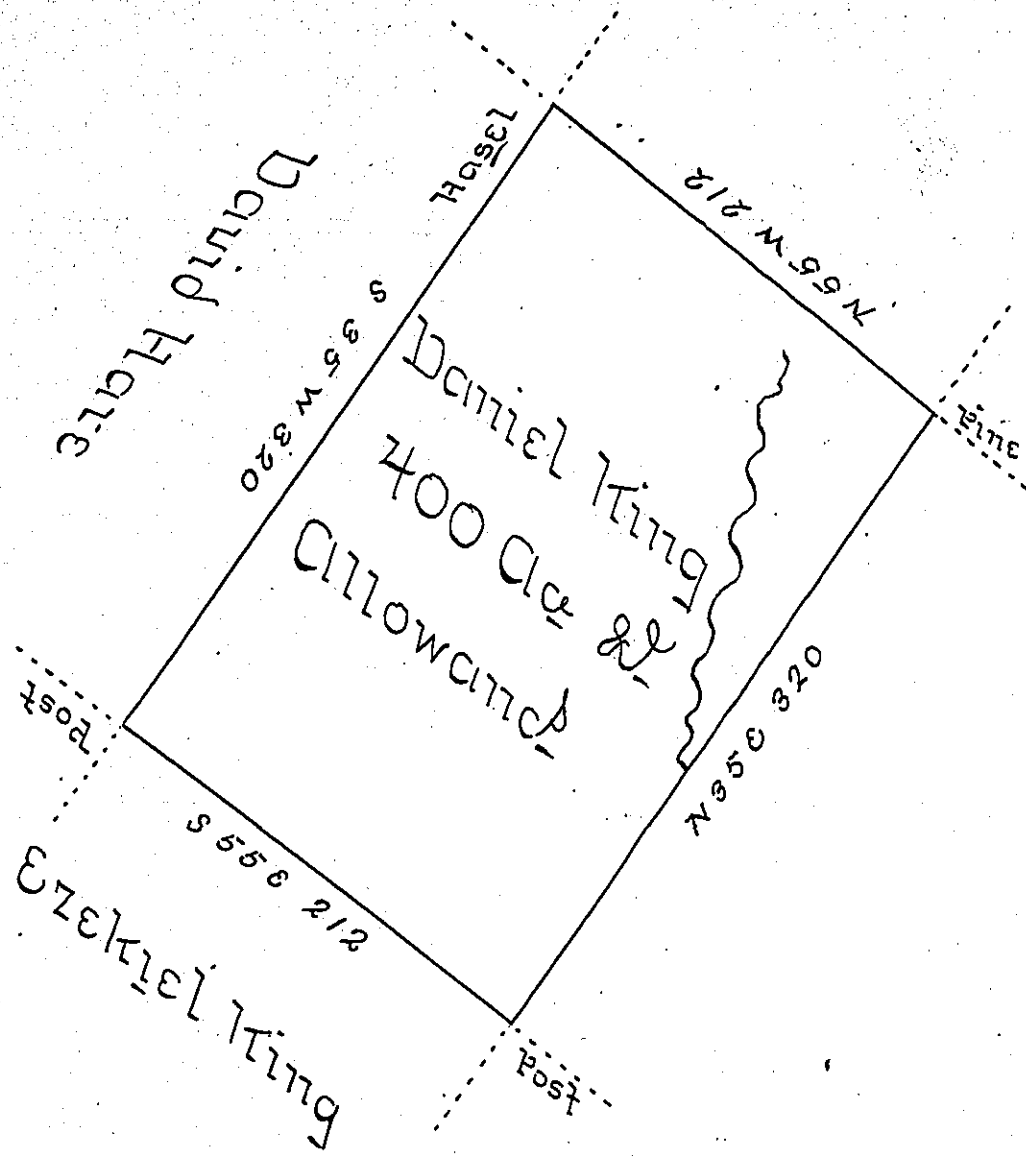 Hasel
N 55 W 212
David Hare
S 35 W 320
Daniel King
400 Acs &
Allowance
Pine
N 35 E 320
Post
S 55 E 212
Ezekiel King
Post